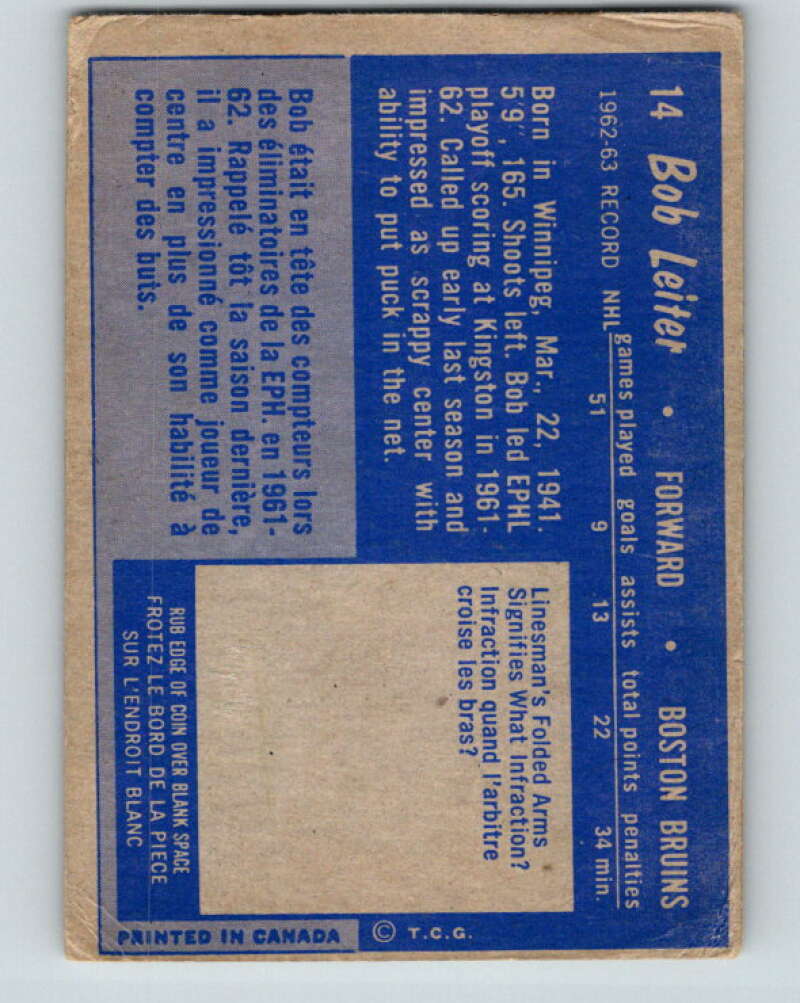 14 Bob Leiter • FORWARD • BOSTON BRUINS
games played goals assists total points penalties
1962-63 RECORD NHL 51 9 13 22 34 min.
Born in Winnipeg, Mar., 22, 1941.
5'9", 165. Shoots left. Bob led EPHL
playoff scoring at Kingston in 1961-
62. Called up early last season and
impressed as scrappy center with
ability to put puck in the net.
Bob était en tête des compteurs lors
des éliminatoires de la EPH. en 1961-
62. Rappelé tôt la saison dernière,
il a impressionné comme joueur de
centre en plus de son habilité à
compter des buts.
Linesman's Folded Arms
Signifies What Infraction?
Infraction quand l'arbitre
croise les bras?
RUB EDGE OF COIN OVER BLANK SPACE
FROTEZ LE BORD DE LA PIECE
SUR L'ENDROIT BLANC
© T.C.G.
PRINTED IN CANADA